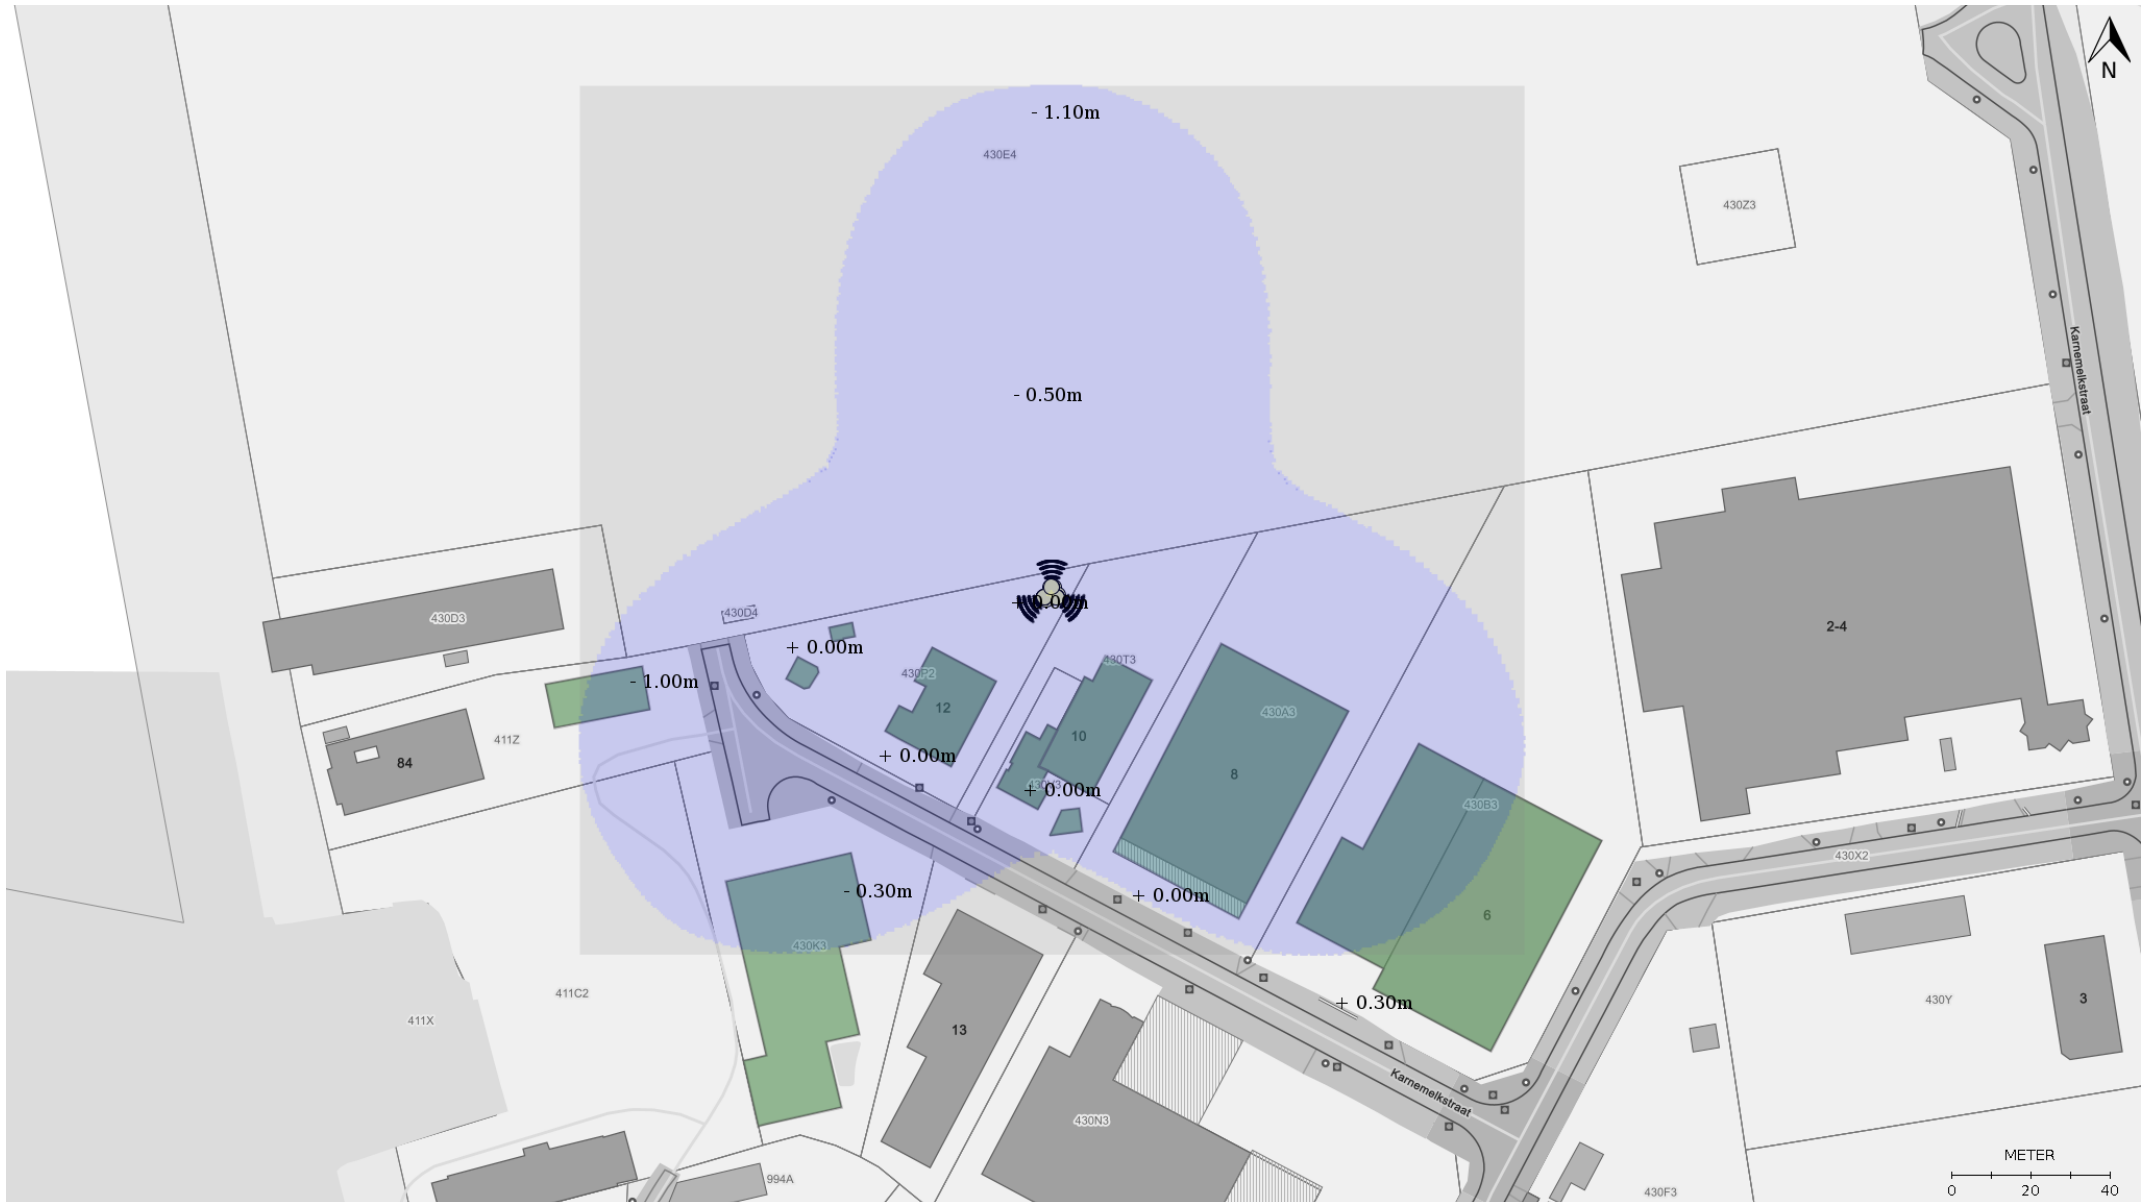 N
- 1.10m
430E4
430Z3
Karnemelkstraat
- 0.50m
+ 0.00m
430D4
430D3
2-4
+ 0.00m
430T3
430P2
- 1.00m
12
430A3
411Z
10
+ 0.00m
84
8
+ 0.00m
430B3
430X2
- 0.30m
+ 0.00m
6
430K3
411C2
+ 0.30m
3
430Y
411X
13
Karnemelkstraat
430N3
METER
994A
430F3
0 20 40